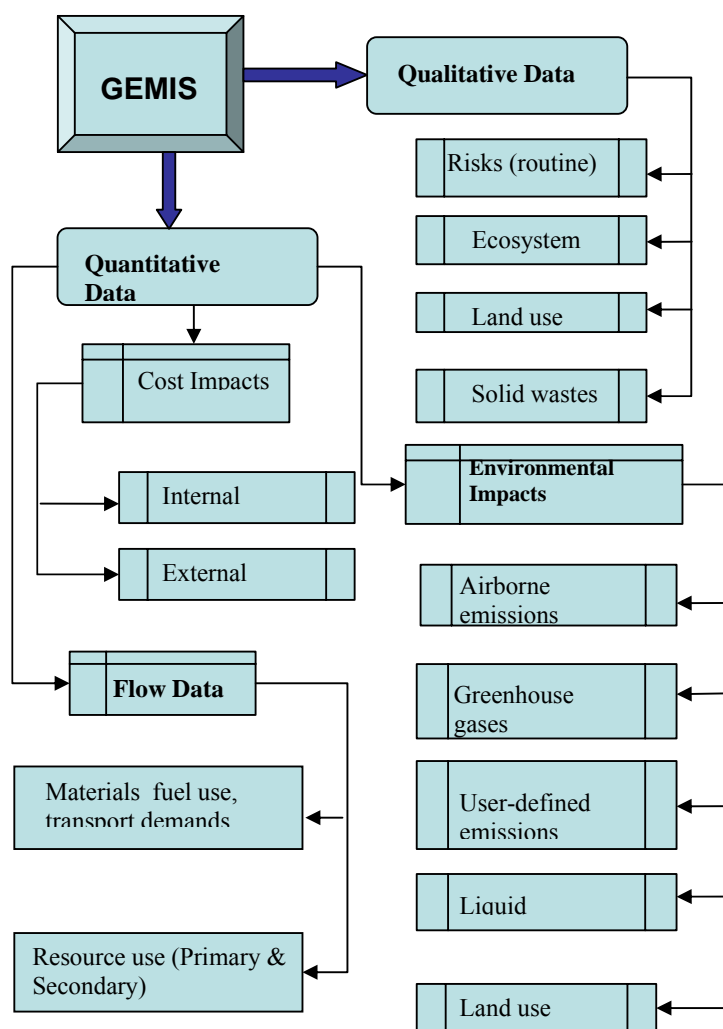 GEMIS
Qualitative Data
Risks (routine)
Ecosystem
Land use
Solid wastes
Quantitative
Data
Cost Impacts
Internal
External
Environmental
Impacts
Airborne
emissions
Greenhouse
gases
User-defined
emissions
Liquid
Land use
Flow Data
Materials fuel use,
transport demands
Resource use (Primary &
Secondary)